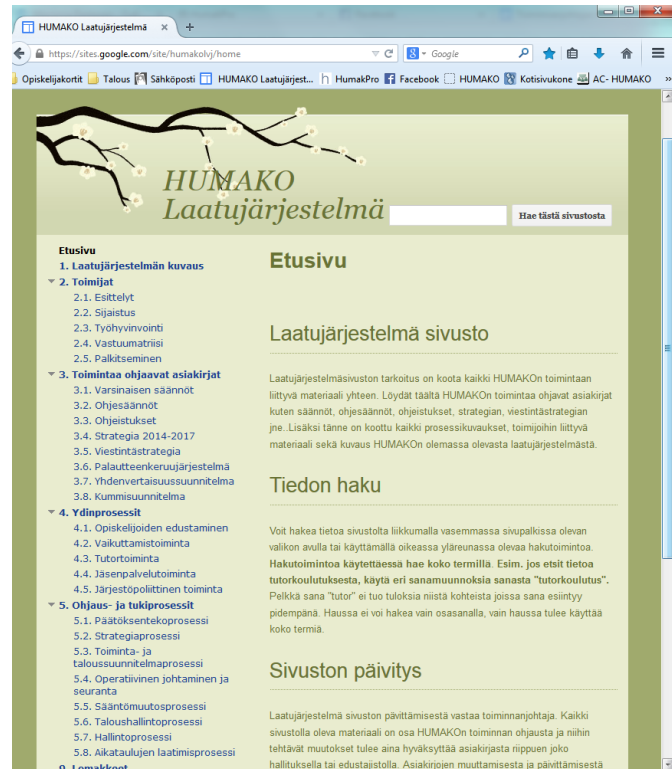 HUMAKO Laatujärjestelmä
https://sites.google.com/site/humakolvj/home
Google
Opiskelijakortit Talous Sähköposti HUMAKO Laatujärjest... HumakPro Facebook HUMAKO Kotisivukone AC- HUMAKO »
HUMAKO
Laatujärjestelmä
Hae tästä sivustosta
Etusivu
1. Laatujärjestelmän kuvaus
2. Toimijat
2.1. Esittelyt
2.2. Sijaistus
2.3. Työhyvinvointi
2.4. Vastuumatriisi
2.5. Palkitseminen
3. Toimintaa ohjaavat asiakirjat
3.1. Varsinaisen säännöt
3.2. Ohjesäännöt
3.3. Ohjeistukset
3.4. Strategia 2014-2017
3.5. Viestintästrategia
3.6. Palautteenkeruujärjestelmä
3.7. Yhdenvertaisuussuunnitelma
3.8. Kummisuunnitelma
4. Ydinprosessit
4.1. Opiskelijoiden edustaminen
4.2. Vaikuttamistoiminta
4.3. Tutortoiminta
4.4. Jäsenpalvelutoiminta
4.5. Järjestöpoliittinen toiminta
5. Ohjaus- ja tukiprosessit
5.1. Päätöksentekoprosessi
5.2. Strategiaprosessi
5.3. Toiminta- ja
taloussuunnitelmaprosessi
5.4. Operatiivinen johtaminen ja
seuranta
5.5. Sääntömuutosprosessi
5.6. Taloushallintoprosessi
5.7. Hallintoprosessi
5.8. Aikataulujen laatimisprosessi
9. Lomakkeet
Etusivu
Laatujärjestelmä sivusto
Laatujärjestelmäsivuston tarkoitus on koota kaikki HUMAKOn toimintaan
liittyvä materiaali yhteen. Löydät täältä HUMAKOn toimintaa ohjavat asiakirjat
kuten säännöt, ohjesäännöt, ohjeistukset, strategian, viestintästrategian
jne..Lisäksi tänne on koottu kaikki prosessikuvaukset, toimijoihin liittyvä
materiaali sekä kuvaus HUMAKOn olemassa olevasta laatujärjestelmästä.
Tiedon haku
Voit hakea tietoa sivustolta liikkumalla vasemmassa sivupalkissa olevan
valikon avulla tai käyttämällä oikeassa yläreunassa olevaa hakutoimintoa.
Hakutoimintoa käytettäessä hae koko termillä. Esim. jos etsit tietoa
tutorkoulutuksesta, käytä eri sanamuunnoksia sanasta "tutorkoulutus".
Pelkkä sana "tutor" ei tuo tuloksia niistä kohteista joissa sana esiintyy
pidempänä. Haussa ei voi hakea vain osasanalla, vain haussa tulee käyttää
koko termiä.
Sivuston päivitys
Laatujärjestelmä sivuston pävittämisestä vastaa toiminnanjohtaja. Kaikki
sivustolla oleva materiaali on osa HUMAKOn toiminnan ohjausta ja niihin
tehtävät muutokset tulee aina hyväksyttää asiakirjasta riippuen joko
hallituksella tai edustajistolla. Asiakirjojen muuttamisesta ja päivittämisestä